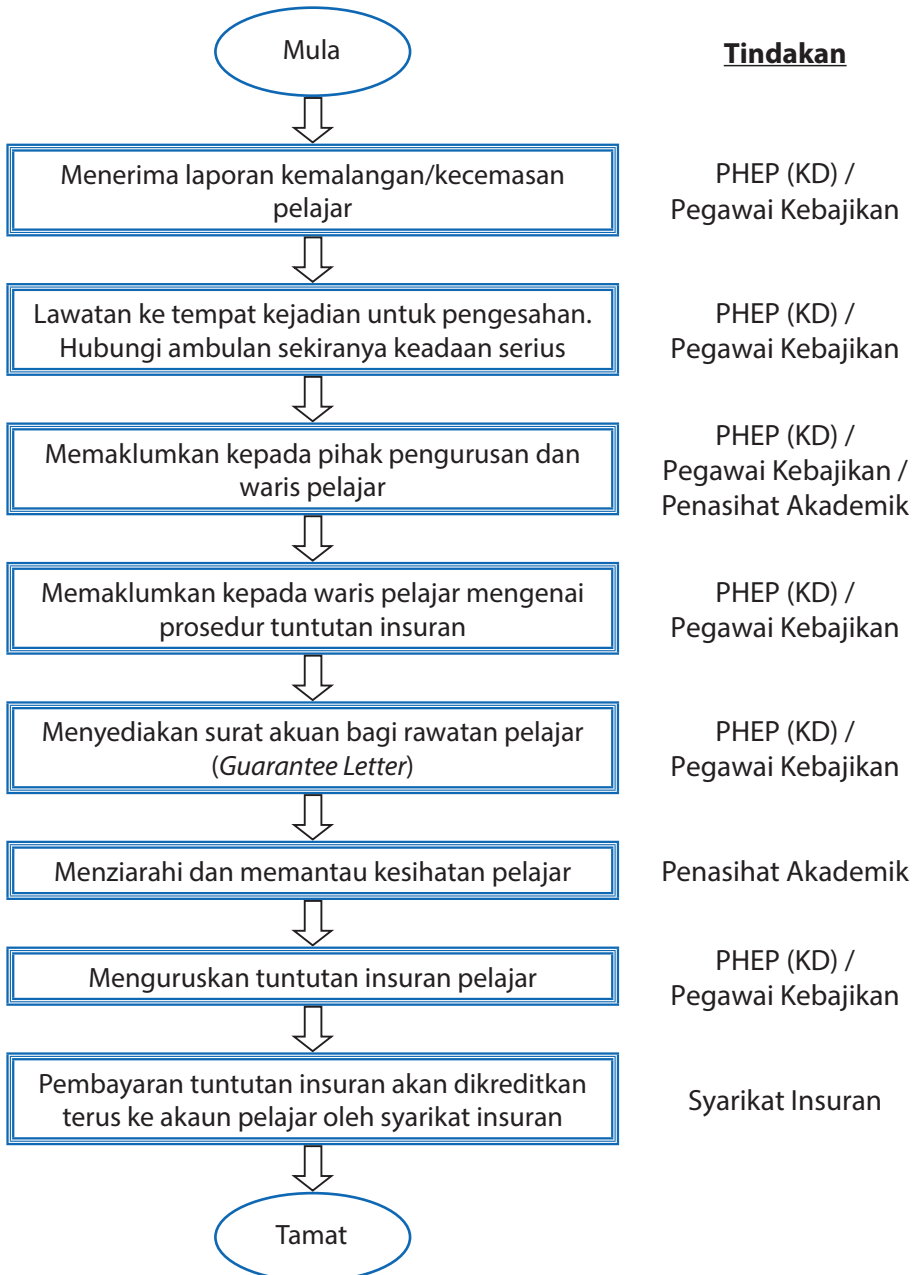 Mula
Tindakan
Menerima laporan kemalangan/kecemasan
pelajar
PHEP (KD) /
Pegawai Kebajikan
Lawatan ke tempat kejadian untuk pengesahan.
Hubungi ambulan sekiranya keadaan serius
PHEP (KD) /
Pegawai Kebajikan
Memaklumkan kepada pihak pengurusan dan
waris pelajar
PHEP (KD) /
Pegawai Kebajikan /
Penasihat Akademik
Memaklumkan kepada waris pelajar mengenai
prosedur tuntutan insuran
PHEP (KD) /
Pegawai Kebajikan
Menyediakan surat akuan bagi rawatan pelajar
(Guarantee Letter)
PHEP (KD) /
Pegawai Kebajikan
Menziarahi dan memantau kesihatan pelajar
Penasihat Akademik
Menguruskan tuntutan insuran pelajar
PHEP (KD) /
Pegawai Kebajikan
Pembayaran tuntutan insuran akan dikreditkan
terus ke akaun pelajar oleh syarikat insuran
Syarikat Insuran
Tamat